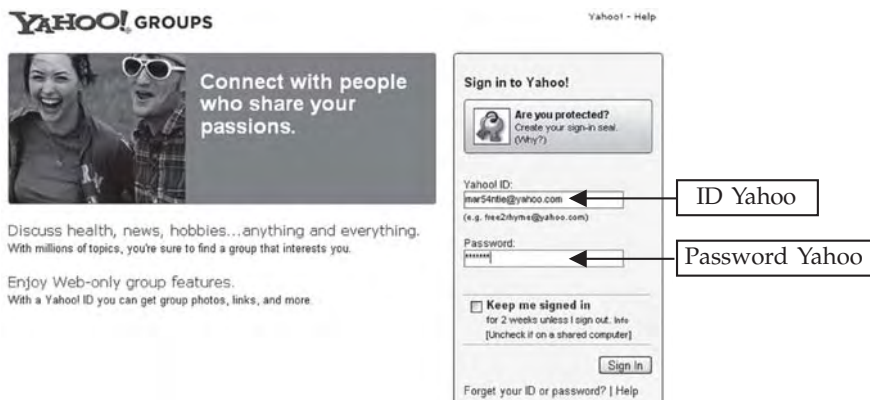 YAHOO! GROUPS
Yahoo! - Help
Connect with people
who share your
passions.
Discuss health, news, hobbies...anything and everything.
With millions of topics, you're sure to find a group that interests you.
Enjoy Web-only group features.
With a Yahoo! ID you can get group photos, links, and more.
Sign in to Yahoo!
Are you protected?
Create your sign-in seal.
(Why?)
Yahoo! ID:
mar54ntie@yahoo.com
(e.g. free2rhyme@yahoo.com)
Password:
*******
Keep me signed in
for 2 weeks unless I sign out. Info
[Uncheck if on a shared computer]
Sign In
Forget your ID or password? | Help
ID Yahoo
Password Yahoo